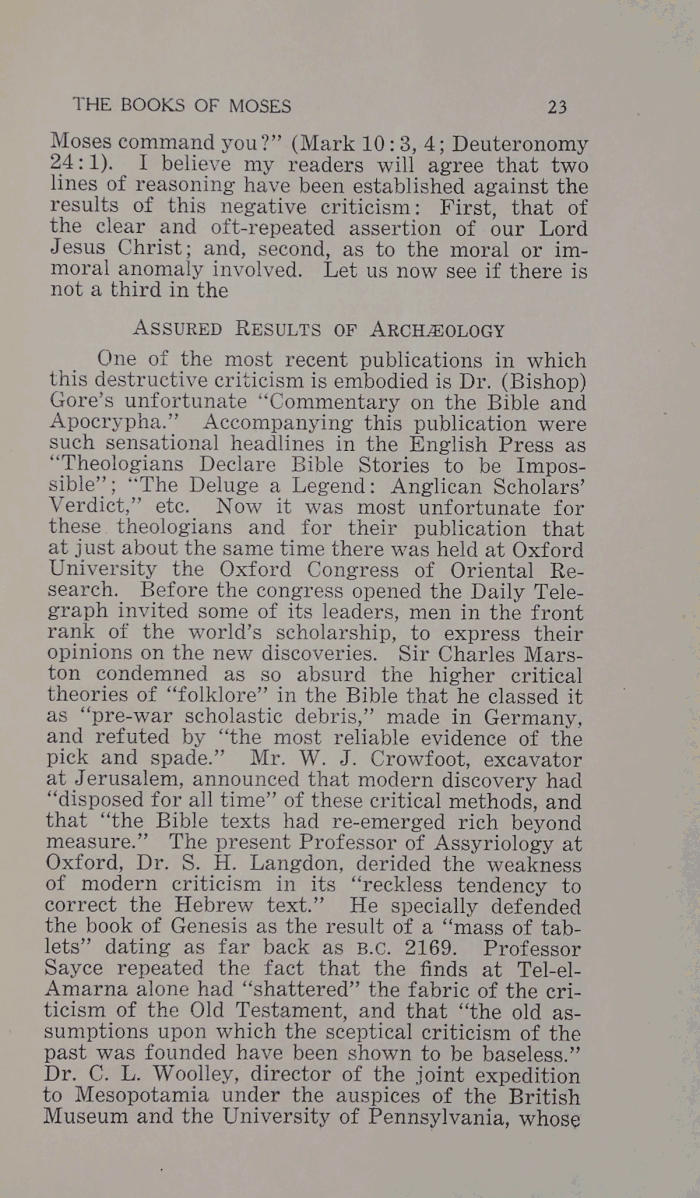 THE BOOKS OF MOSES 23
Moses command you?” (Mark 10:3, 4; Deuteronomy
24:1). I believe my readers will agree that two
lines of reasoning have been established against the
results of this negative criticism: First, that of
the clear and oft-repeated assertion of our Lord
Jesus Christ; and, second, as to the moral or im-
moral anomaly involved. Let us now see if there is
not a third in the
ASSURED RESULTS OF ARCHÆOLOGY
One of the most recent publications in which
this destructive criticism is embodied is Dr. (Bishop)
Gore’s unfortunate “Commentary on the Bible and
Apocrypha.” Accompanying this publication were
such sensational headlines in the English Press as
“Theologians Declare Bible Stories to be Impos-
sible”; “The Deluge a Legend: Anglican Scholars’
Verdict,” etc. Now it was most unfortunate for
these theologians and for their publication that
at just about the same time there was held at Oxford
University the Oxford Congress of Oriental Re-
search. Before the congress opened the Daily Tele-
graph invited some of its leaders, men in the front
rank of the world’s scholarship, to express their
opinions on the new discoveries. Sir Charles Mars-
ton condemned as so absurd the higher critical
theories of “folklore” in the Bible that he classed it
as “pre-war scholastic debris,” made in Germany,
and refuted by “the most reliable evidence of the
pick and spade.” Mr. W. J. Crowfoot, excavator
at Jerusalem, announced that modern discovery had
“disposed for all time” of these critical methods, and
that “the Bible texts had re-emerged rich beyond
measure.” The present Professor of Assyriology at
Oxford, Dr. S. H. Langdon, derided the weakness
of modern criticism in its “reckless tendency to
correct the Hebrew text.” He specially defended
the book of Genesis as the result of a “mass of tab-
lets” dating as far back as B.C. 2169. Professor
Sayce repeated the fact that the finds at Tel-el-
Amarna alone had “shattered” the fabric of the cri-
ticism of the Old Testament, and that “the old as-
sumptions upon which the sceptical criticism of the
past was founded have been shown to be baseless.”
Dr. C. L. Woolley, director of the joint expedition
to Mesopotamia under the auspices of the British
Museum and the University of Pennsylvania, whose